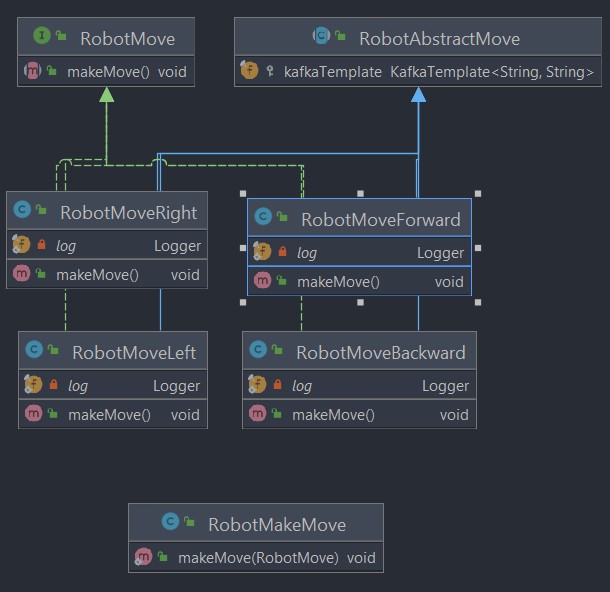 RobotMove
makeMove() void
RobotAbstractMove
kafkaTemplate KafkaTemplate<String, String>
RobotMoveRight
log Logger
makeMove() void
RobotMoveForward
log Logger
makeMove() void
RobotMoveLeft
log Logger
makeMove() void
RobotMoveBackward
log Logger
makeMove() void
RobotMakeMove
makeMove(RobotMove) void